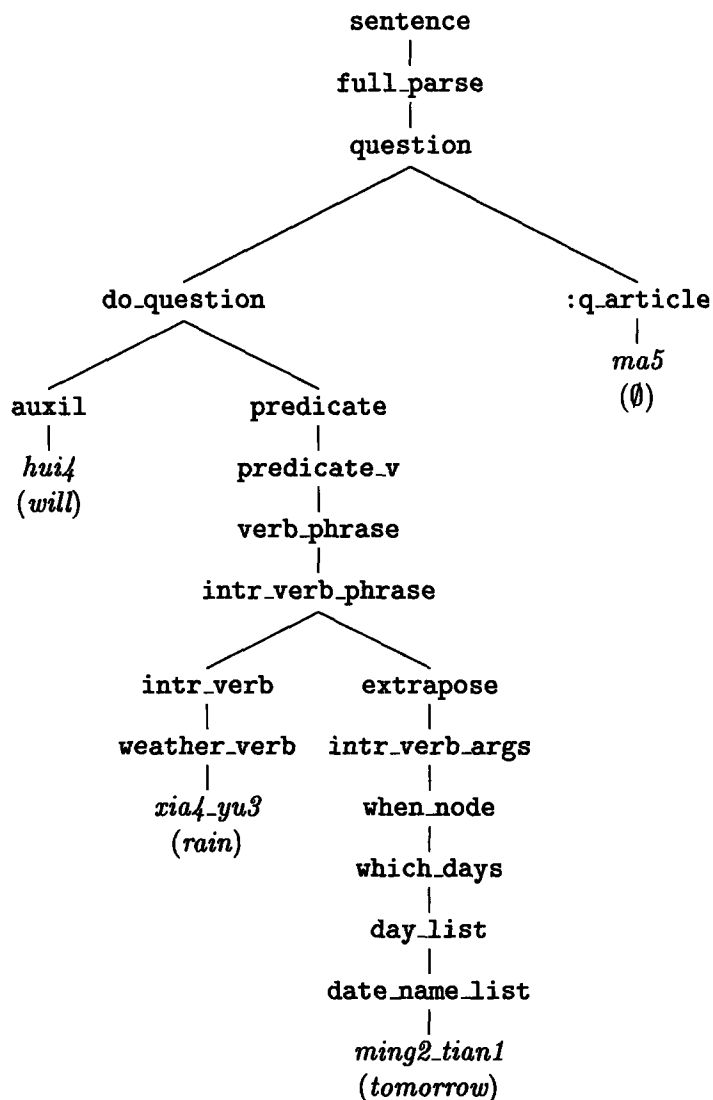 sentence
full_parse
question
do_question :q_article
ma5
(∅)
auxil predicate
hui4
(will)
predicate_v
verb_phrase
intr_verb_phrase
intr_verb extrapose
weather_verb intr_verb_args
xia4_yu3 when_node
(rain)
which_days
day_list
date_name_list
ming2_tian1
(tomorrow)